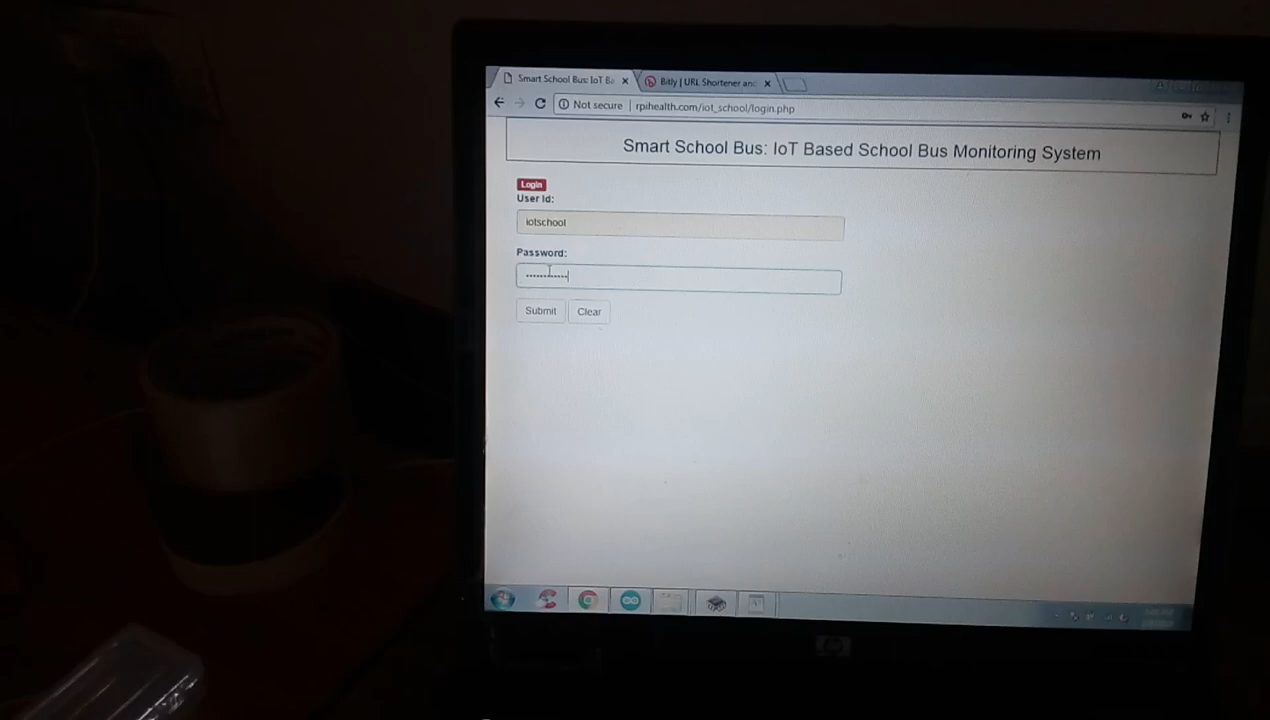 Smart School Bus: IoT Ba
Bitly | URL Shortener and
Not secure | rpihealth.com/iot_school/login.php
Smart School Bus: IoT Based School Bus Monitoring System
Login
User Id:
iotschool
Password:
Submit
Clear
hp